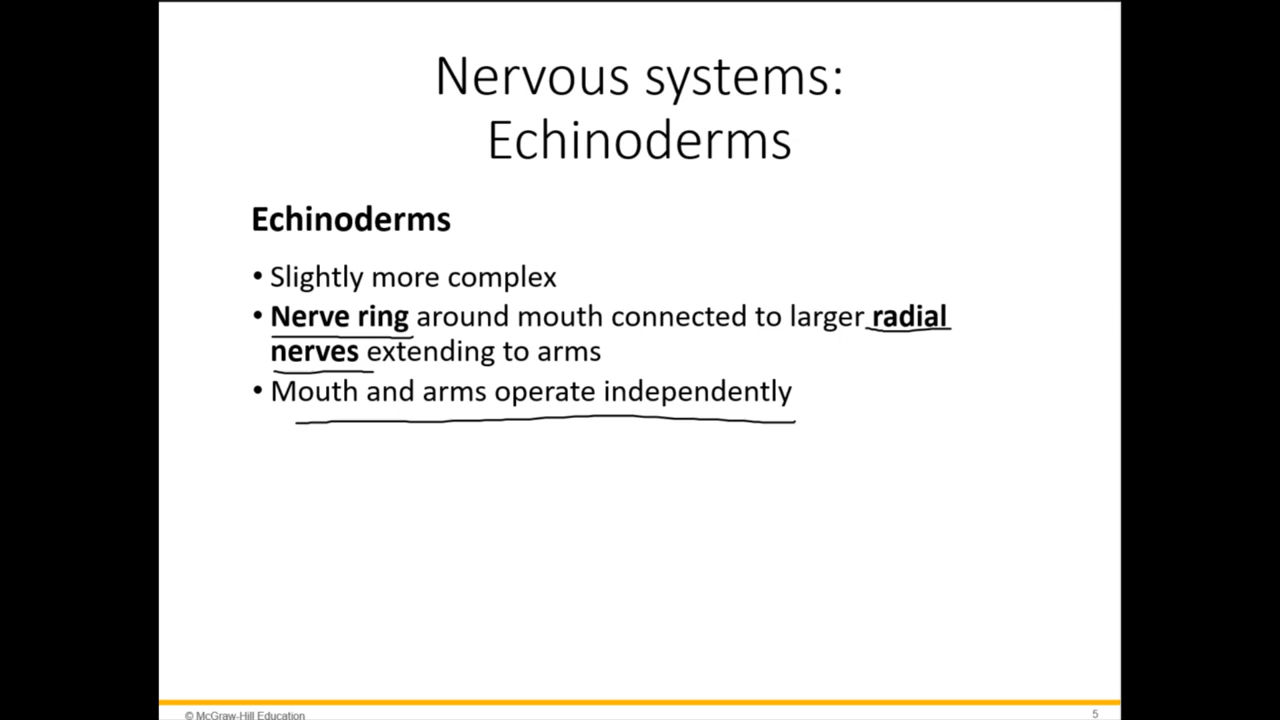 Nervous systems:
Echinoderms
Echinoderms
• Slightly more complex
• Nerve ring around mouth connected to larger radial
nerves extending to arms
• Mouth and arms operate independently
© McGraw-Hill Education
5